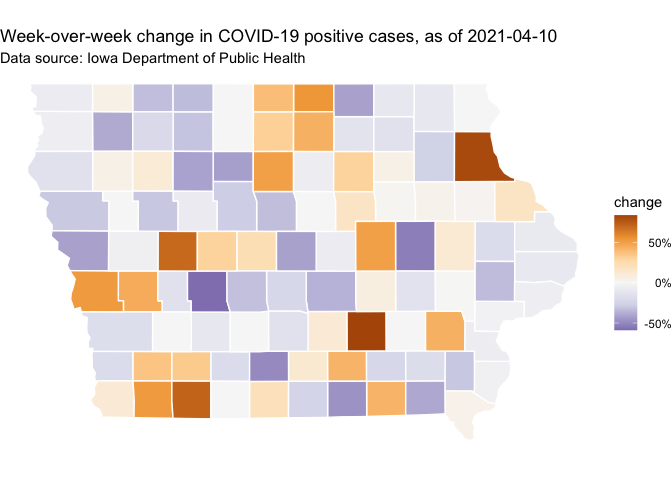 Week-over-week change in COVID-19 positive cases, as of 2021-04-10
Data source: Iowa Department of Public Health
change
50%
0%
-50%